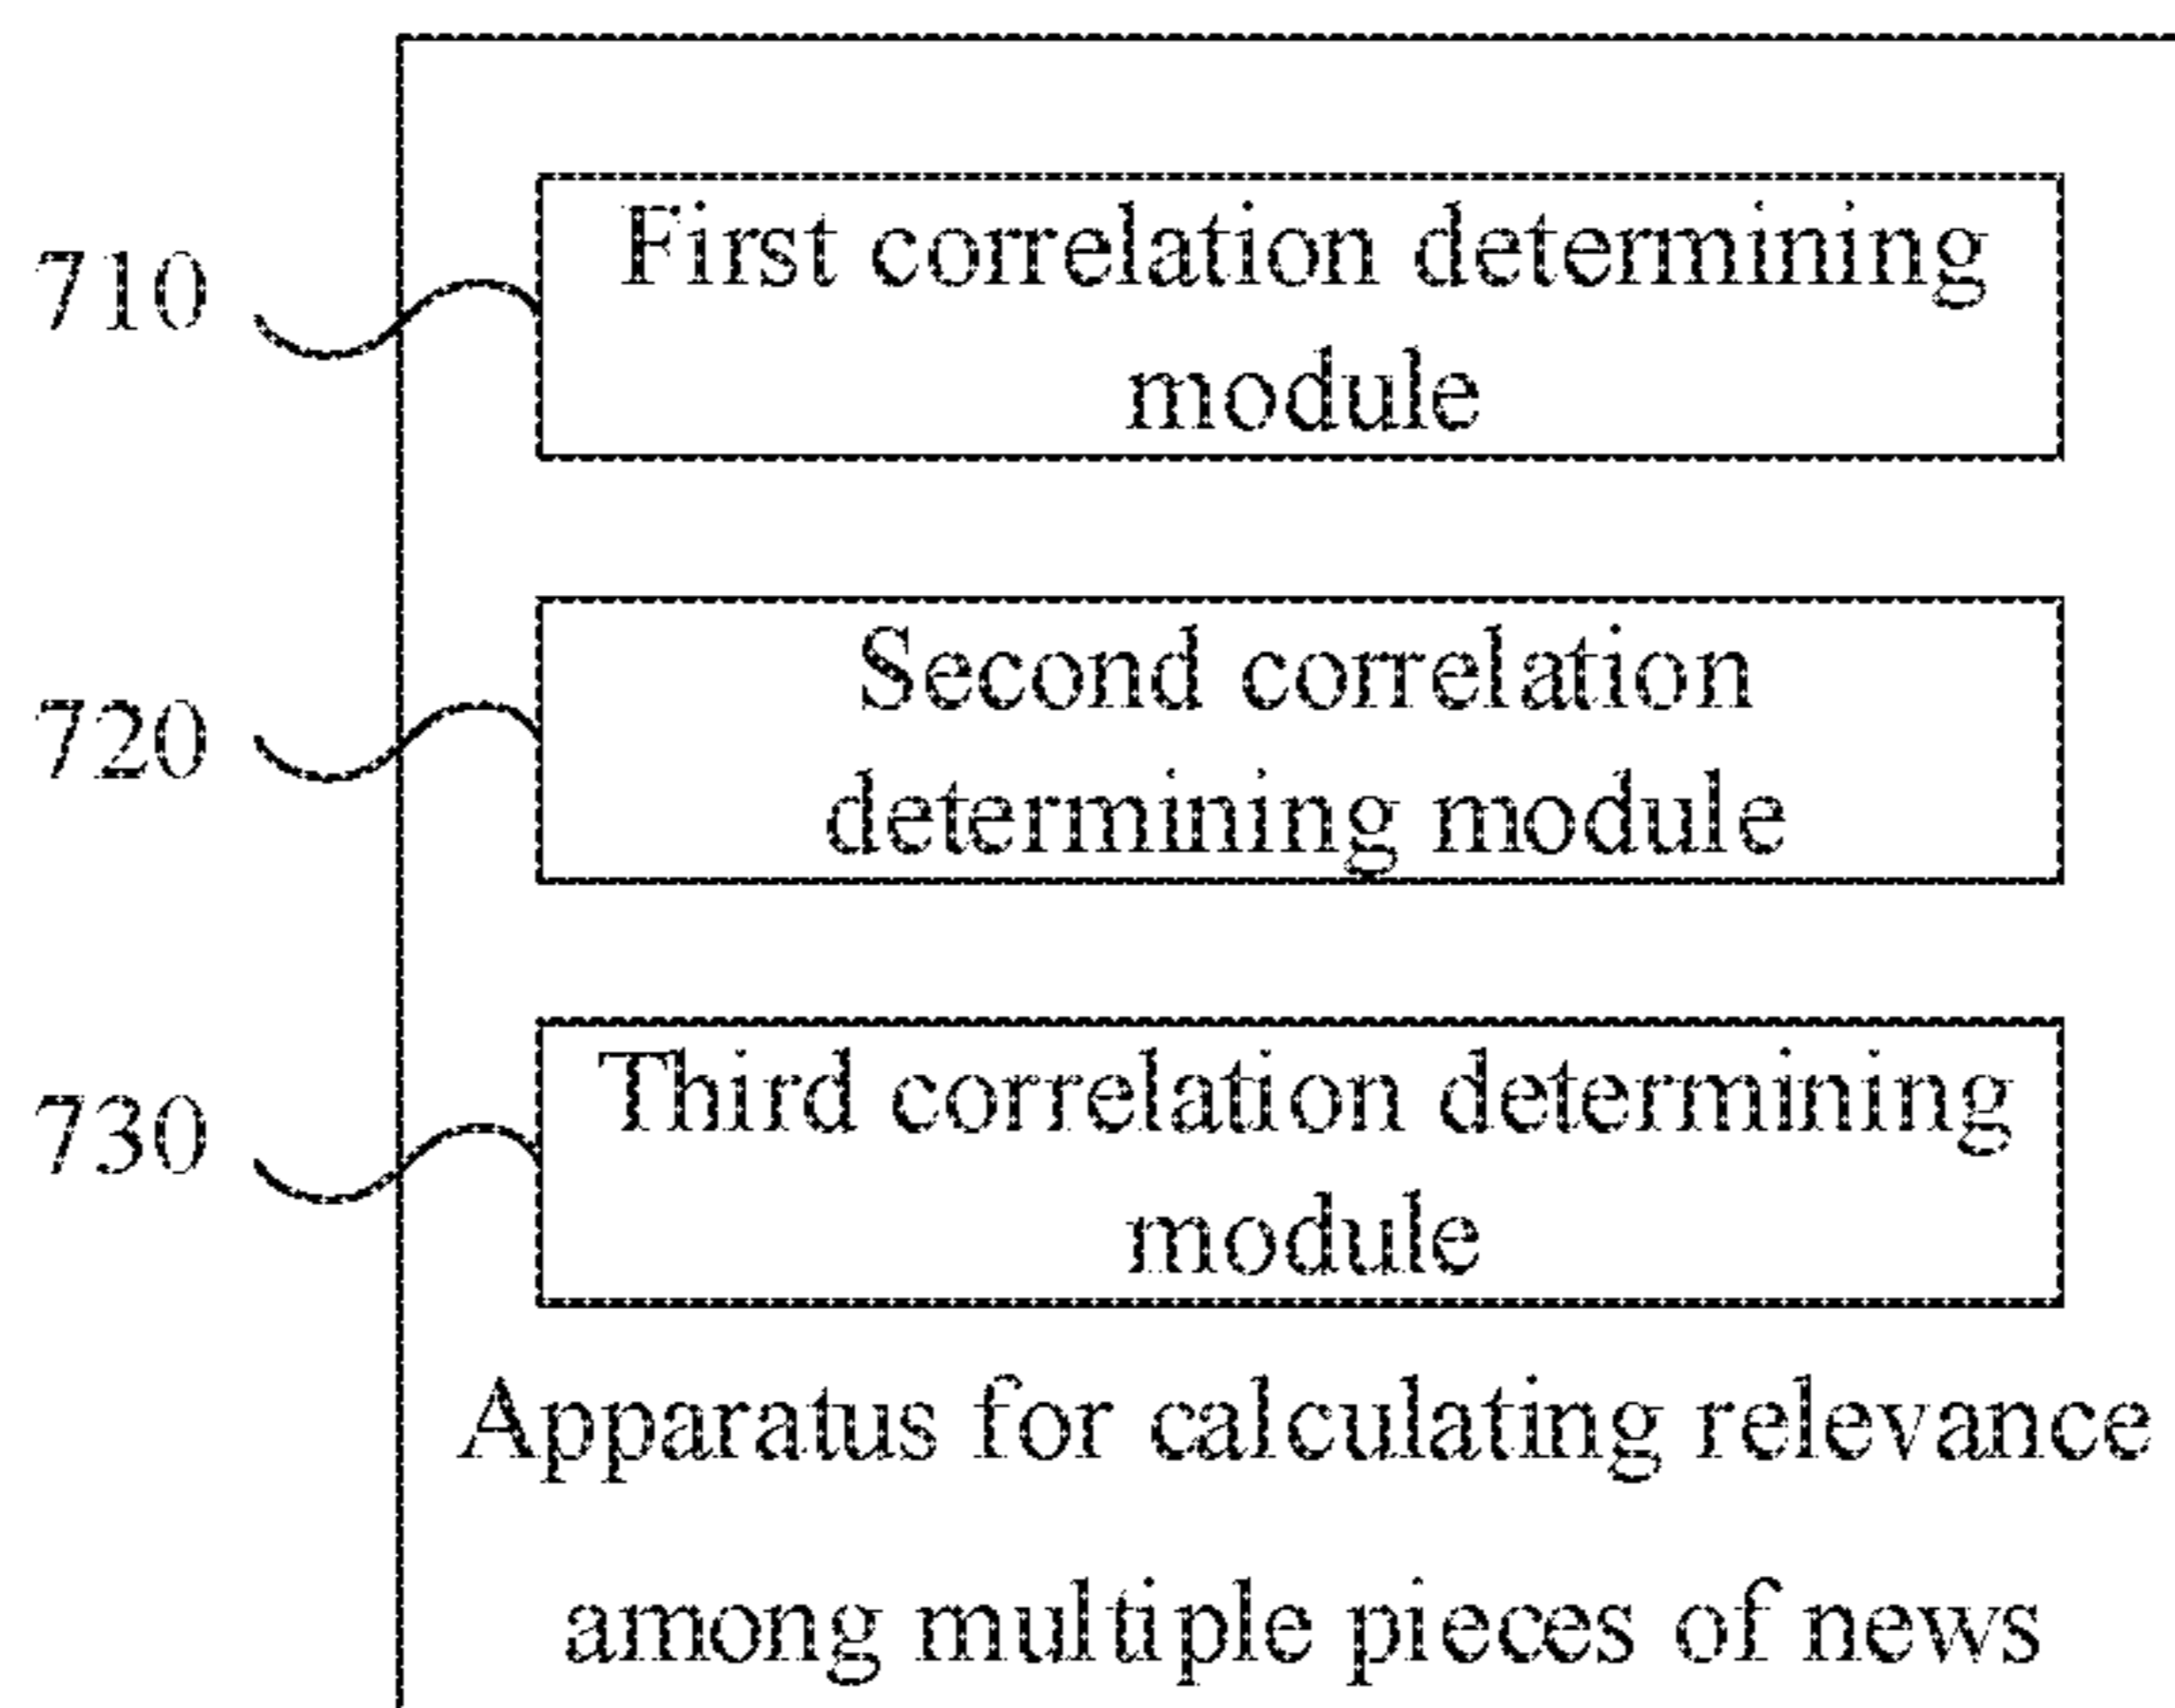 710
First correlation determining
module
720
Second correlation
determining module
730
Third correlation determining
module
Apparatus for calculating relevance
among multiple pieces of news